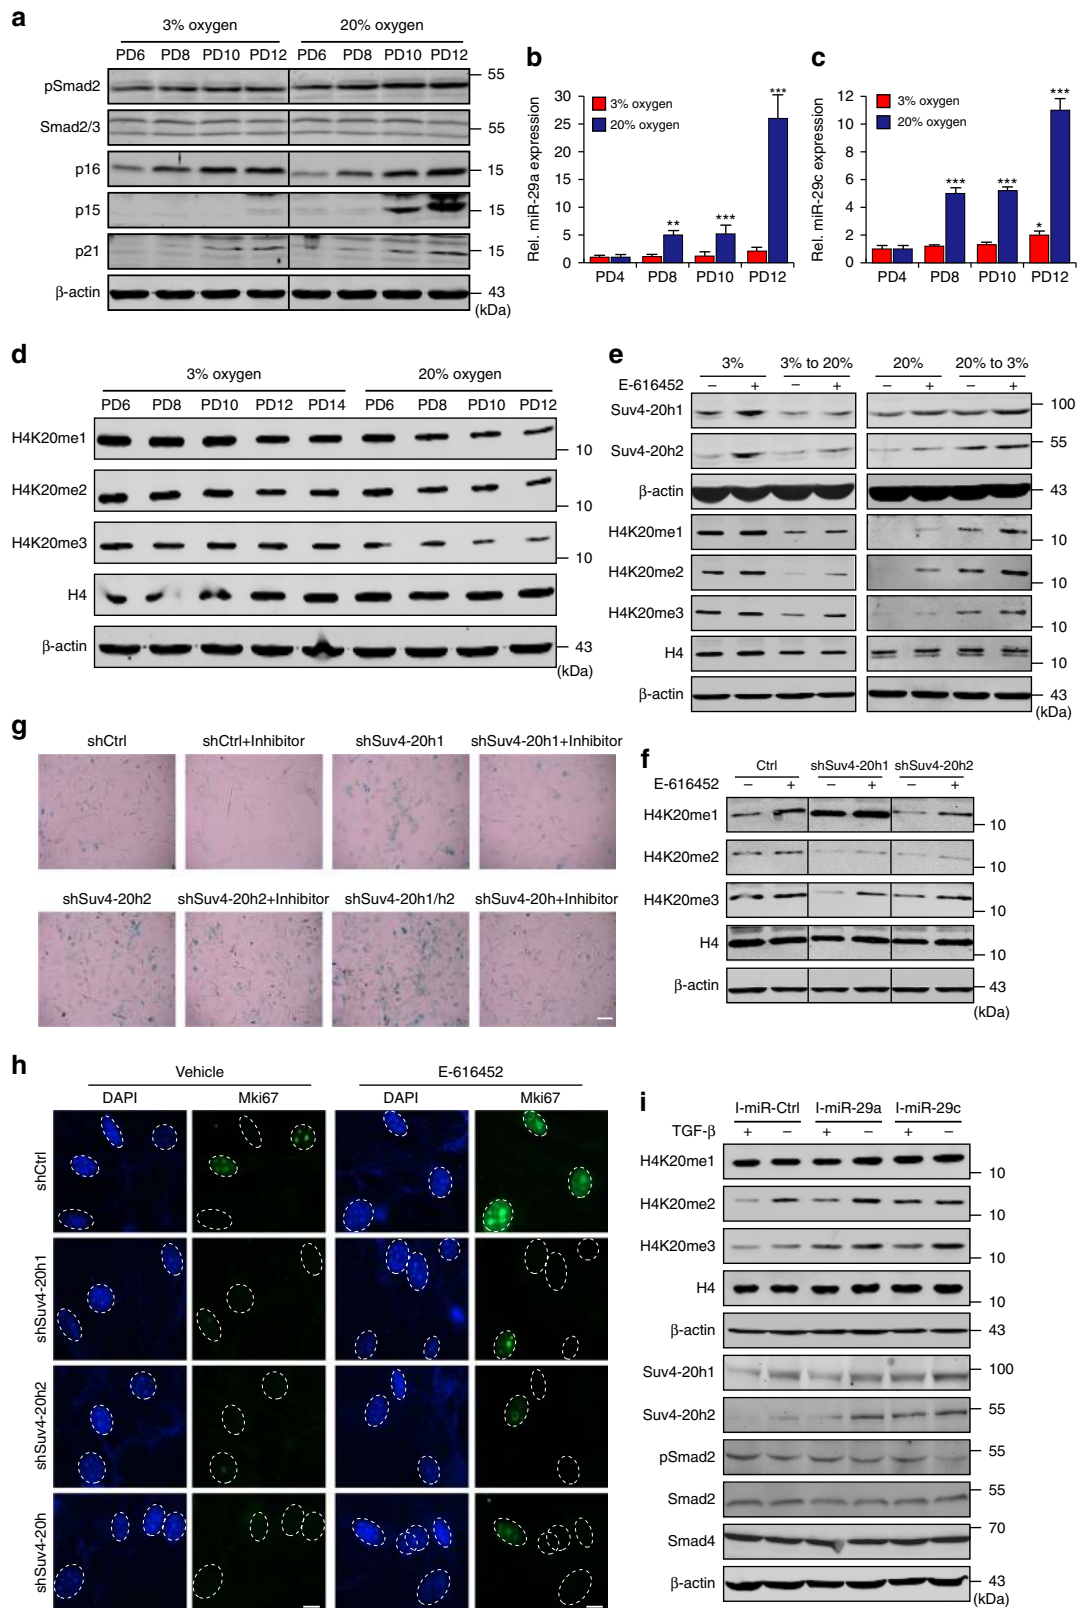 a
3% oxygen 20% oxygen
PD6 PD8 PD10 PD12 PD6 PD8 PD10 PD12
pSmad2 55
Smad2/3 55
p16 15
p15 15
p21 15
β-actin 43
(kDa)
b
Rel. miR-29a expression
30
25
20
15
10
5
0
3% oxygen
20% oxygen
** *** ***
PD4 PD8 PD10 PD12
c
Rel. miR-29c expression
12
10
8
6
4
2
0
3% oxygen
20% oxygen
*** *** * ***
PD4 PD8 PD10 PD12
d
3% oxygen 20% oxygen
PD6 PD8 PD10 PD12 PD14 PD6 PD8 PD10 PD12
H4K20me1 10
H4K20me2 10
H4K20me3 10
H4
β-actin 43
(kDa)
e
3% 3% to 20% 20% 20% to 3%
E-616452 – + – + – + – +
Suv4-20h1 100
Suv4-20h2 55
β-actin 43
H4K20me1 10
H4K20me2 10
H4K20me3 10
H4 10
β-actin 43
(kDa)
g
shCtrl shCtrl+Inhibitor shSuv4-20h1 shSuv4-20h1+Inhibitor
shSuv4-20h2 shSuv4-20h2+Inhibitor shSuv4-20h1/h2 shSuv4-20h+Inhibitor
f
Ctrl shSuv4-20h1 shSuv4-20h2
E-616452 – + – + – +
H4K20me1 10
H4K20me2 10
H4K20me3 10
H4 10
β-actin 43
(kDa)
h
Vehicle E-616452
DAPI Mki67 DAPI Mki67
shCtrl
shSuv4-20h1
shSuv4-20h2
shSuv4-20h
i
I-miR-Ctrl I-miR-29a I-miR-29c
TGF-β + – + – + –
H4K20me1 10
H4K20me2 10
H4K20me3 10
H4 10
β-actin 43
Suv4-20h1 100
Suv4-20h2 55
pSmad2 55
Smad2 55
Smad4 70
β-actin 43
(kDa)